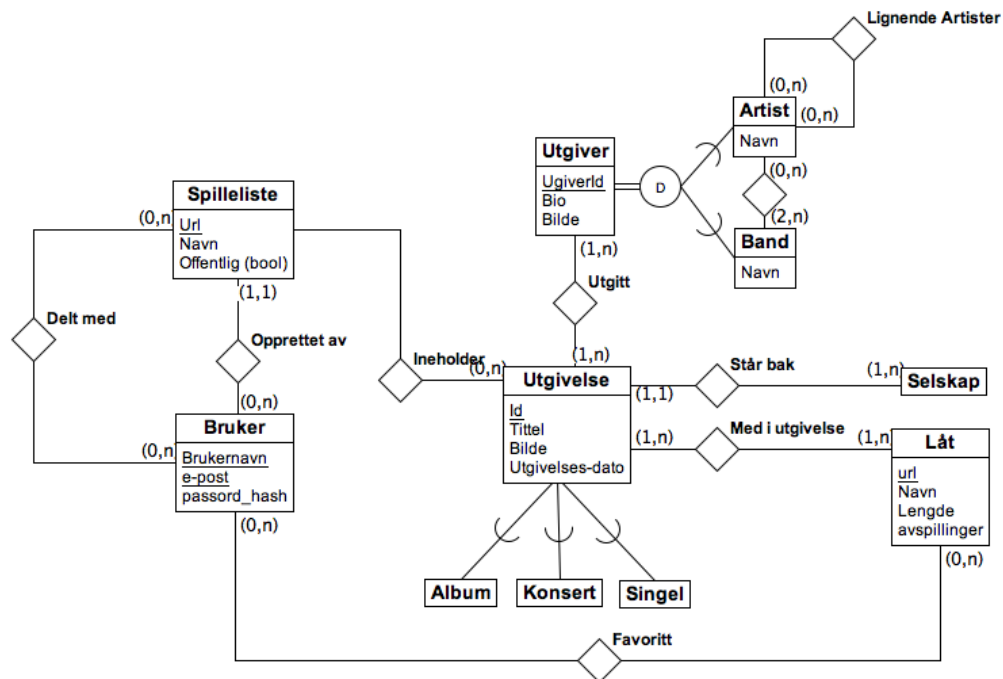 Lignende Artister
(0,n)
(0,n)
Artist
Navn
(0,n)
(2,n)
Band
Navn
Utgiver
UgiverId
Bio
Bilde
D
(1,n)
Utgitt
(1,n)
Spilleliste
Url
Navn
Offentlig (bool)
(0,n)
(1,1)
Delt med
Opprettet av
(0,n)
(0,n)
Bruker
Brukernavn
e-post
passord_hash
(0,n)
Ineholder
(0,n)
Utgivelse
Id
Tittel
Bilde
Utgivelses-dato
(1,1)
Står bak
(1,n)
Selskap
(1,n)
Med i utgivelse
(1,n)
Låt
url
Navn
Lengde
avspillinger
(0,n)
Album
Konsert
Singel
Favoritt